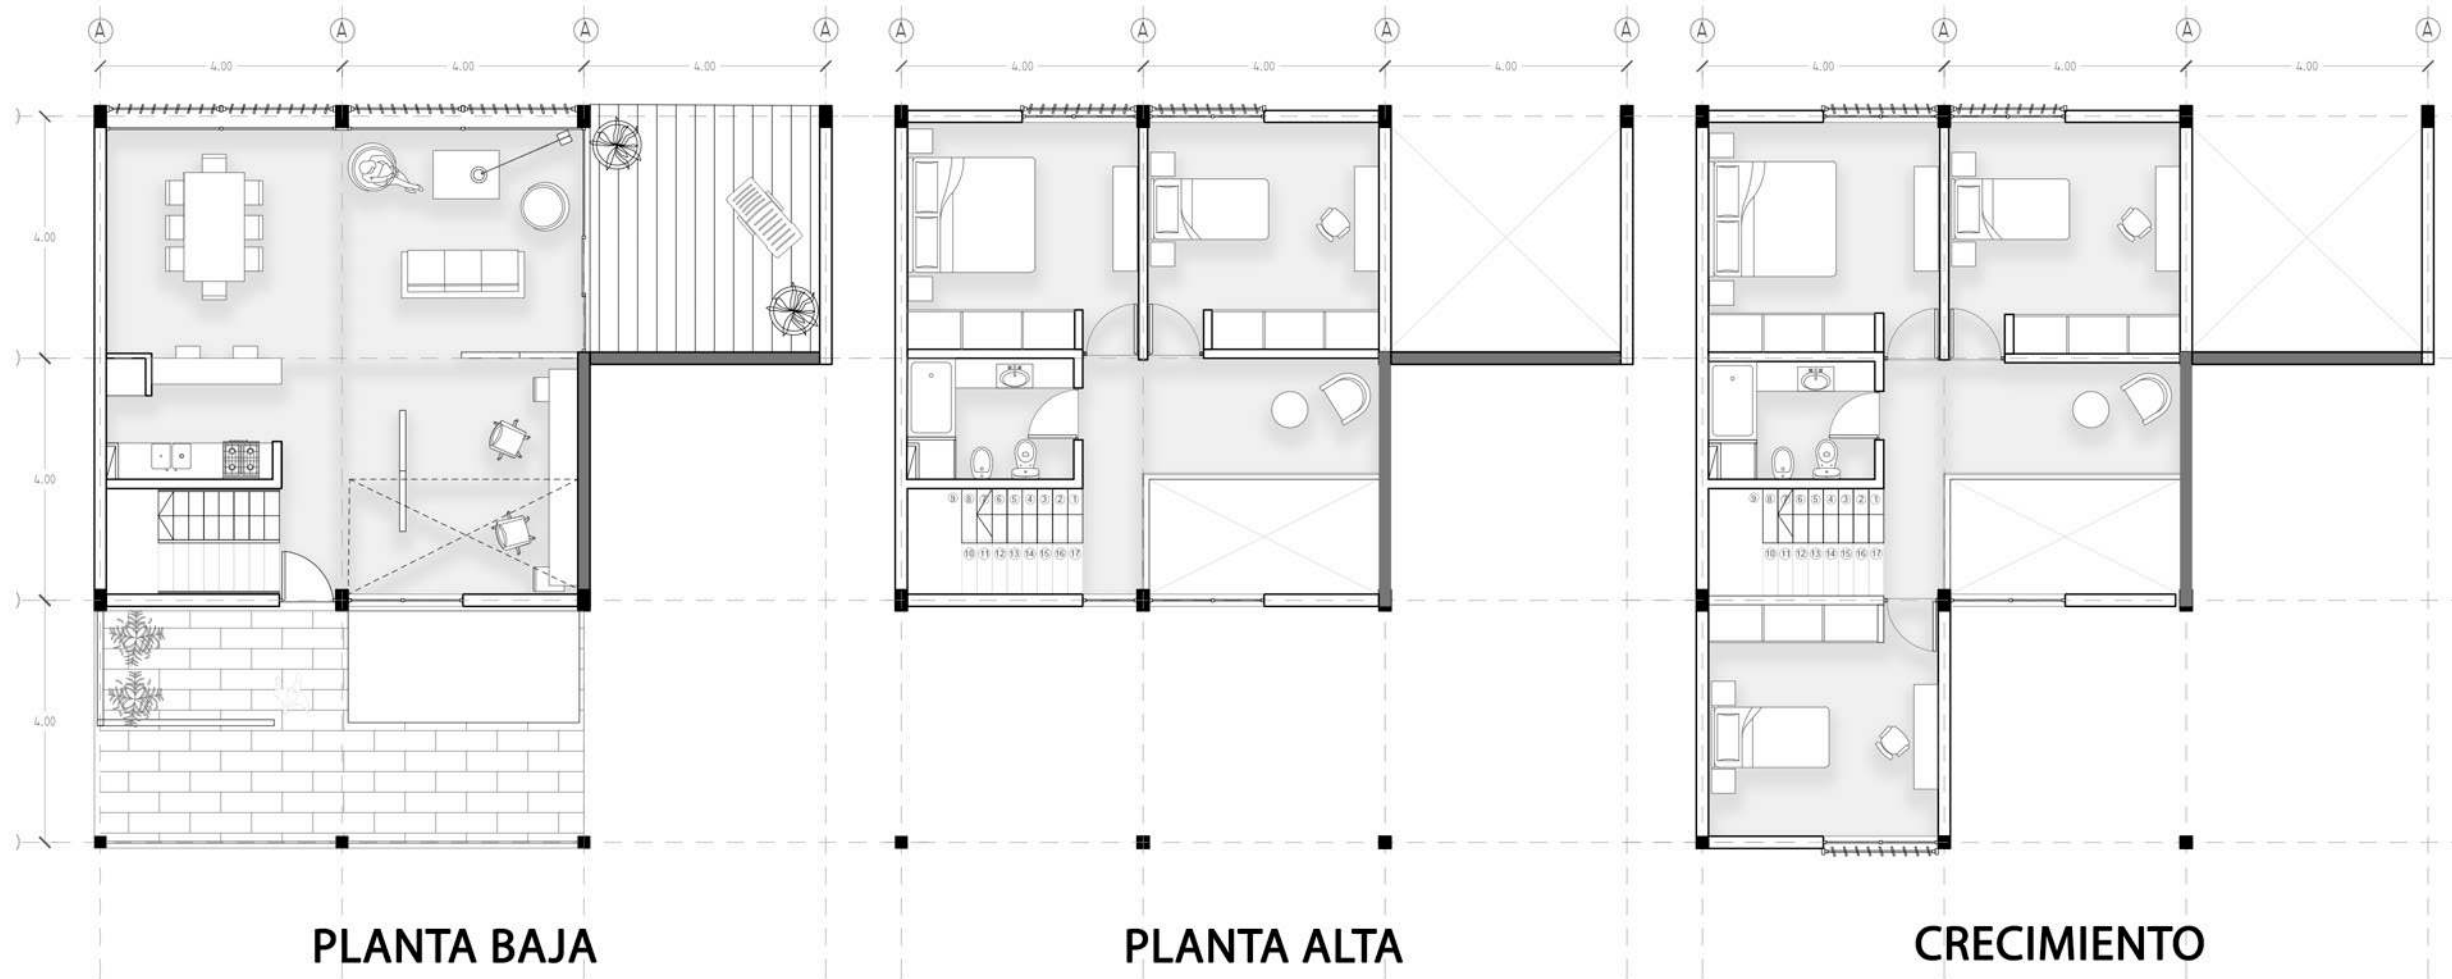 A A A A A A A A A A A A
4.00 4.00 4.00 4.00 4.00 4.00 4.00 4.00 4.00
4.00
4.00
9 8 7 6 5 4 3 2 1
10 11 12 13 14 15 16 17
9 8 7 6 5 4 3 2 1
10 11 12 13 14 15 16 17
4.00
PLANTA BAJA PLANTA ALTA CRECIMIENTO